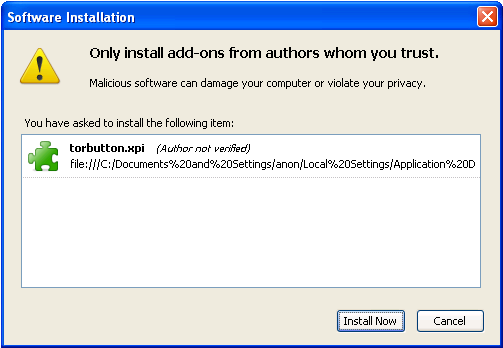 Software Installation
Only install add-ons from authors whom you trust.
Malicious software can damage your computer or violate your privacy.
You have asked to install the following item:
torbutton.xpi (Author not verified)
file:///C:/Documents%20and%20Settings/anon/Local%20Settings/Application%20D
Install Now Cancel